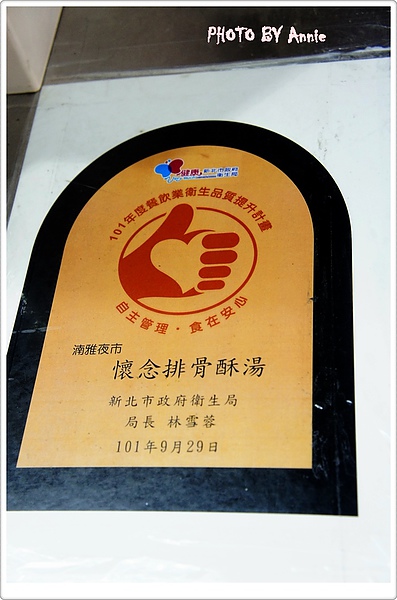 PHOTO BY Annie
健康 新北市政府
衛生局
101年度餐飲業衛生品質提升計畫
自主管理・食在安心
湳雅夜市
懷念排骨酥湯
新北市政府衛生局
局長 林雪蓉
101年9月29日